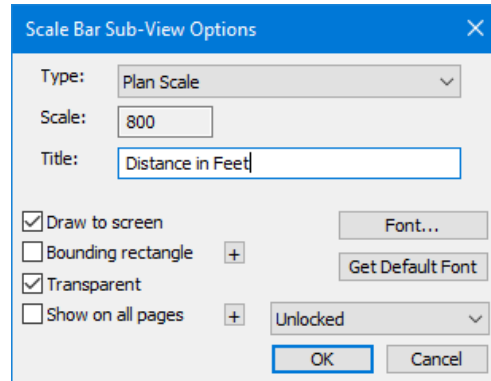 Scale Bar Sub-View Options
Type: Plan Scale
Scale: 800
Title: Distance in Feet
Draw to screen
Font...
Bounding rectangle +
Get Default Font
Transparent
Show on all pages +
Unlocked
OK Cancel